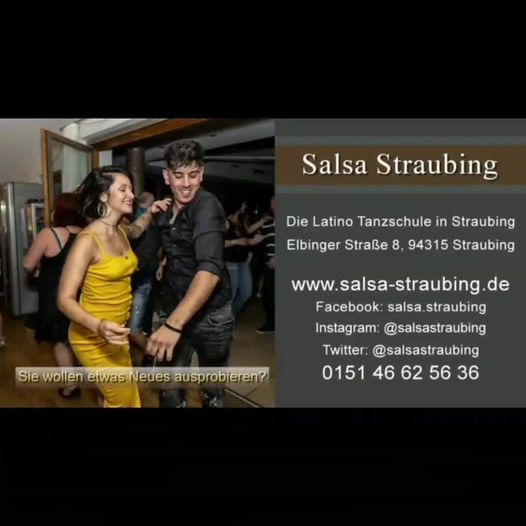 Salsa Straubing
Die Latino Tanzschule in Straubing
Elbinger Straße 8, 94315 Straubing
www.salsa-straubing.de
Facebook: salsa.straubing
Instagram: @salsastraubing
Twitter: @salsastraubing
0151 46 62 56 36
Sie wollen etwas Neues ausprobieren?